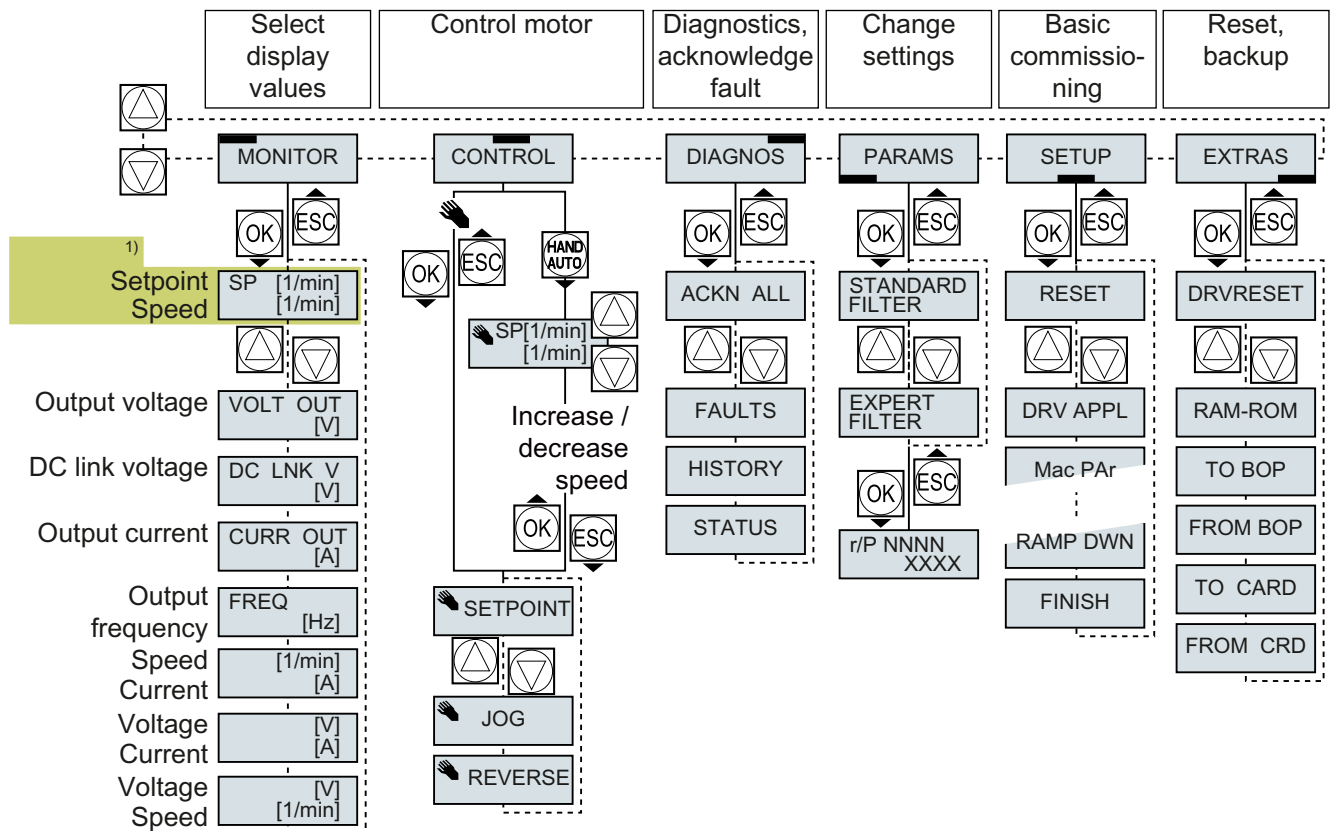 Select
display
values
Control motor
Diagnostics,
acknowledge
fault
Change
settings
Basic
commissio-
ning
Reset,
backup
MONITOR
CONTROL
DIAGNOS
PARAMS
SETUP
EXTRAS
OK
ESC
OK
ESC
HAND
AUTO
OK
ESC
OK
ESC
OK
ESC
OK
ESC
1)
Setpoint
Speed
SP [1/min]
[1/min]
Output voltage
VOLT OUT
[V]
DC link voltage
DC LNK V
[V]
Output current
CURR OUT
[A]
Output
frequency
FREQ
[Hz]
Speed
Current
[1/min]
[A]
Voltage
Current
[V]
[A]
Voltage
Speed
[V]
[1/min]
SP[1/min]
[1/min]
Increase /
decrease
speed
OK
ESC
SETPOINT
JOG
REVERSE
ACKN ALL
FAULTS
HISTORY
STATUS
STANDARD
FILTER
EXPERT
FILTER
OK
ESC
r/P NNNN
XXXX
RESET
DRV APPL
Mac PAr
RAMP DWN
FINISH
DRVRESET
RAM-ROM
TO BOP
FROM BOP
TO CARD
FROM CRD